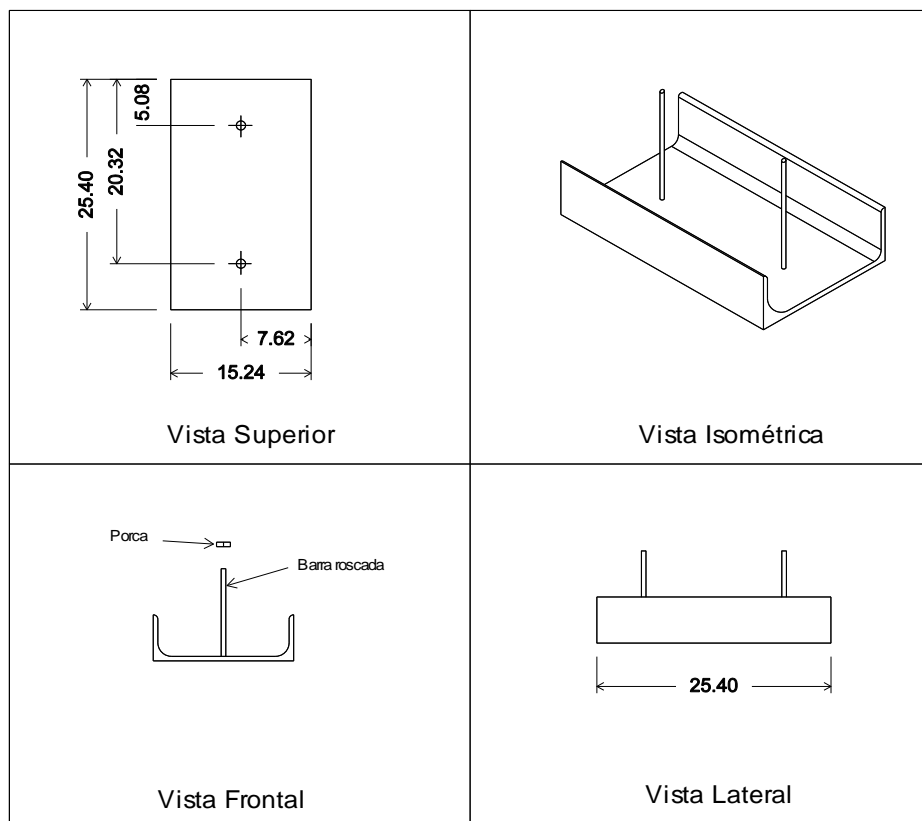 5.08
20.32
25.40
7.62
15.24
Vista Superior
Vista Isométrica
Porca
Barra roscada
Vista Frontal
25.40
Vista Lateral